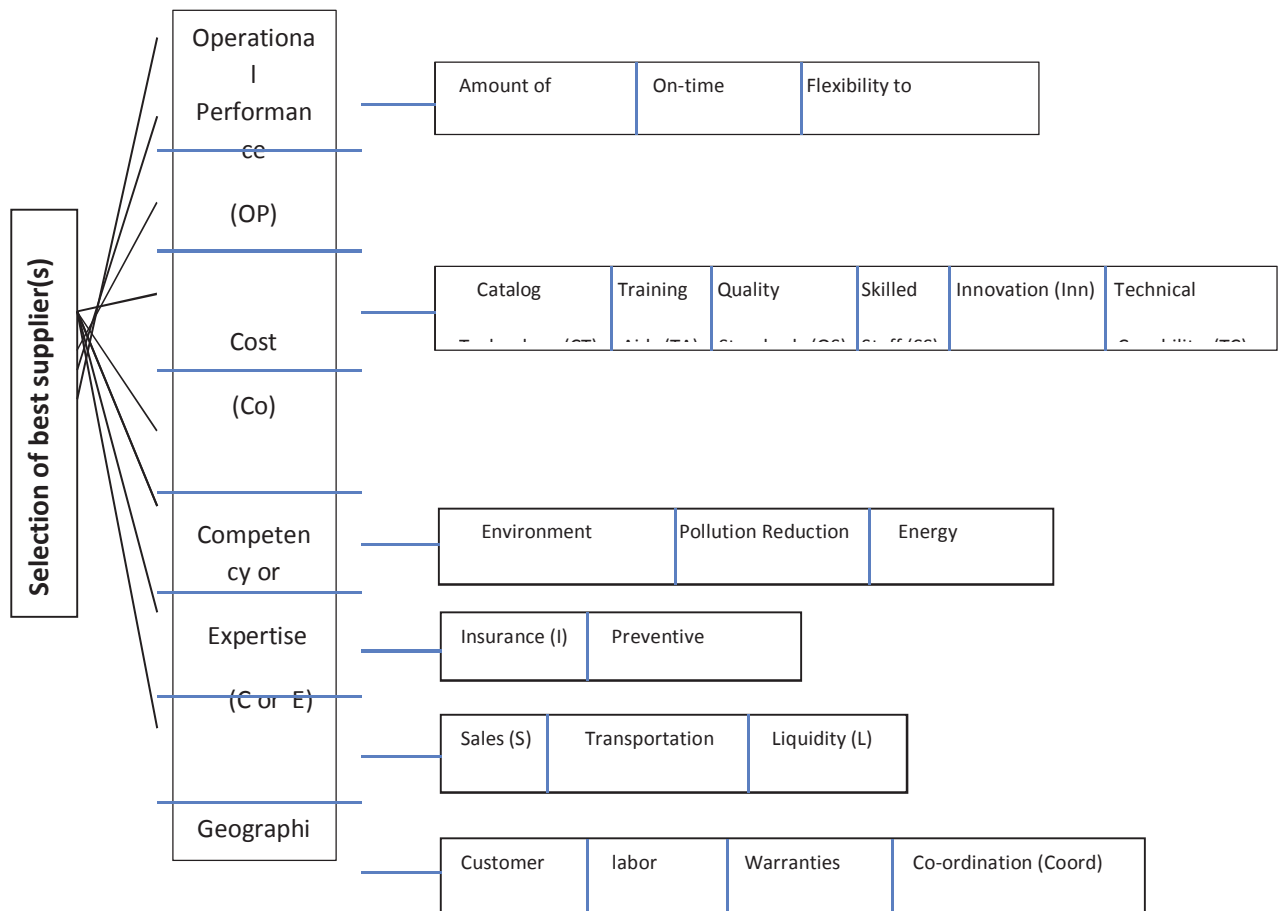 Selection of best supplier(s)
Operationa
l
Performan
ce
(OP)
Cost
(Co)
Competen
cy or
Expertise
(C or E)
Geographi
Amount of
On-time
Flexibility to
Catalog
Training
Quality
Skilled
Innovation (Inn)
Technical
Environment
Pollution Reduction
Energy
Insurance (I)
Preventive
Sales (S)
Transportation
Liquidity (L)
Customer
labor
Warranties
Co-ordination (Coord)